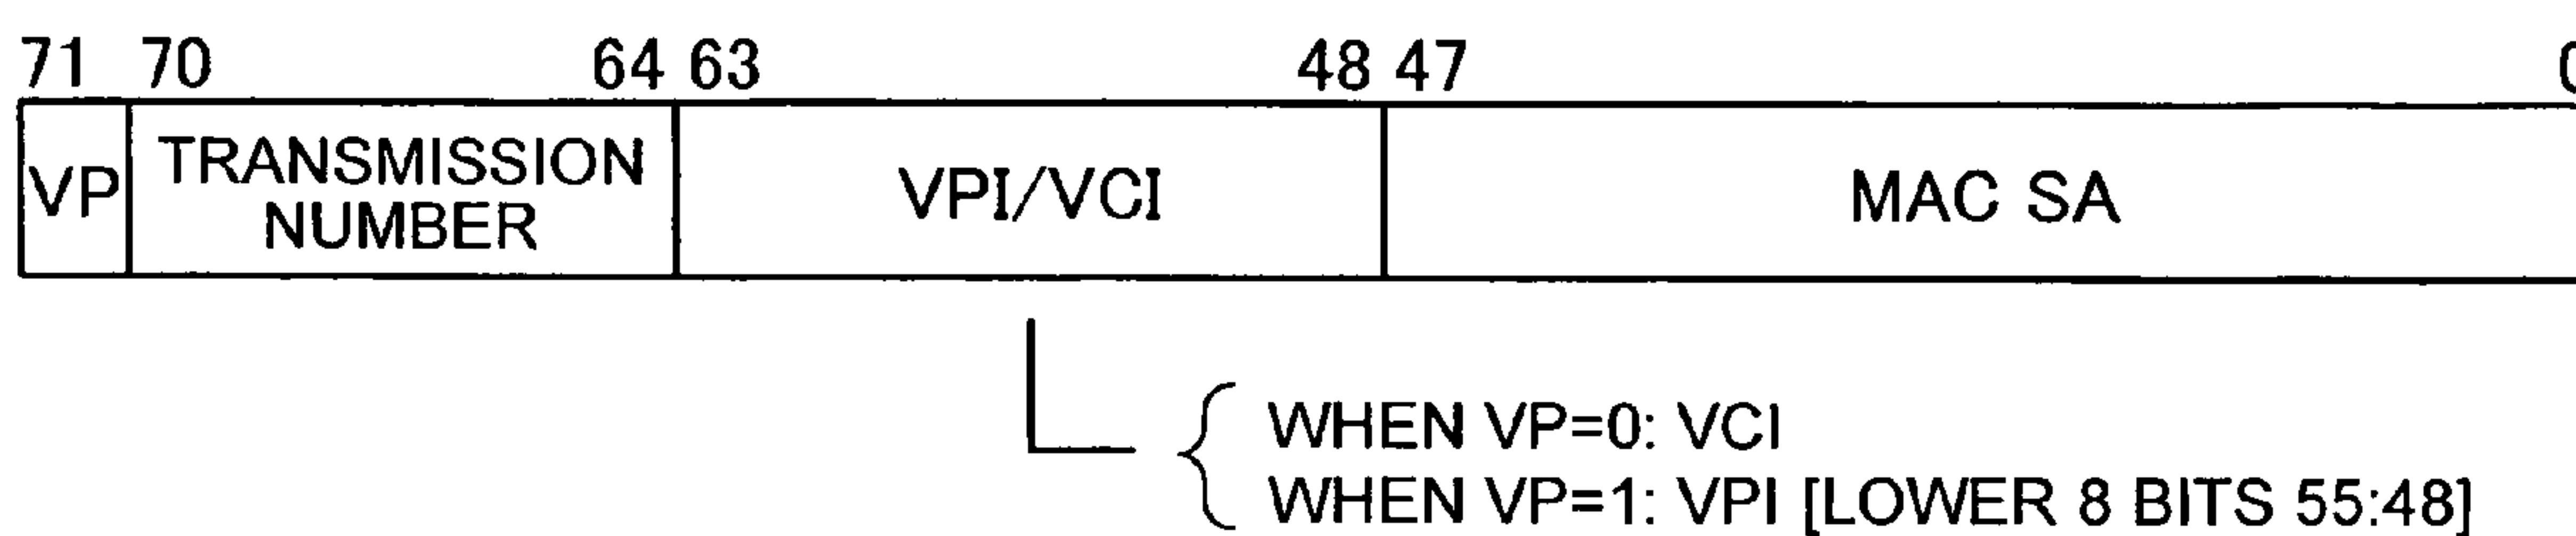 71 70 64 63 48 47 0
VP TRANSMISSION NUMBER VPI/VCI MAC SA
WHEN VP=0: VCI
WHEN VP=1: VPI [LOWER 8 BITS 55:48]